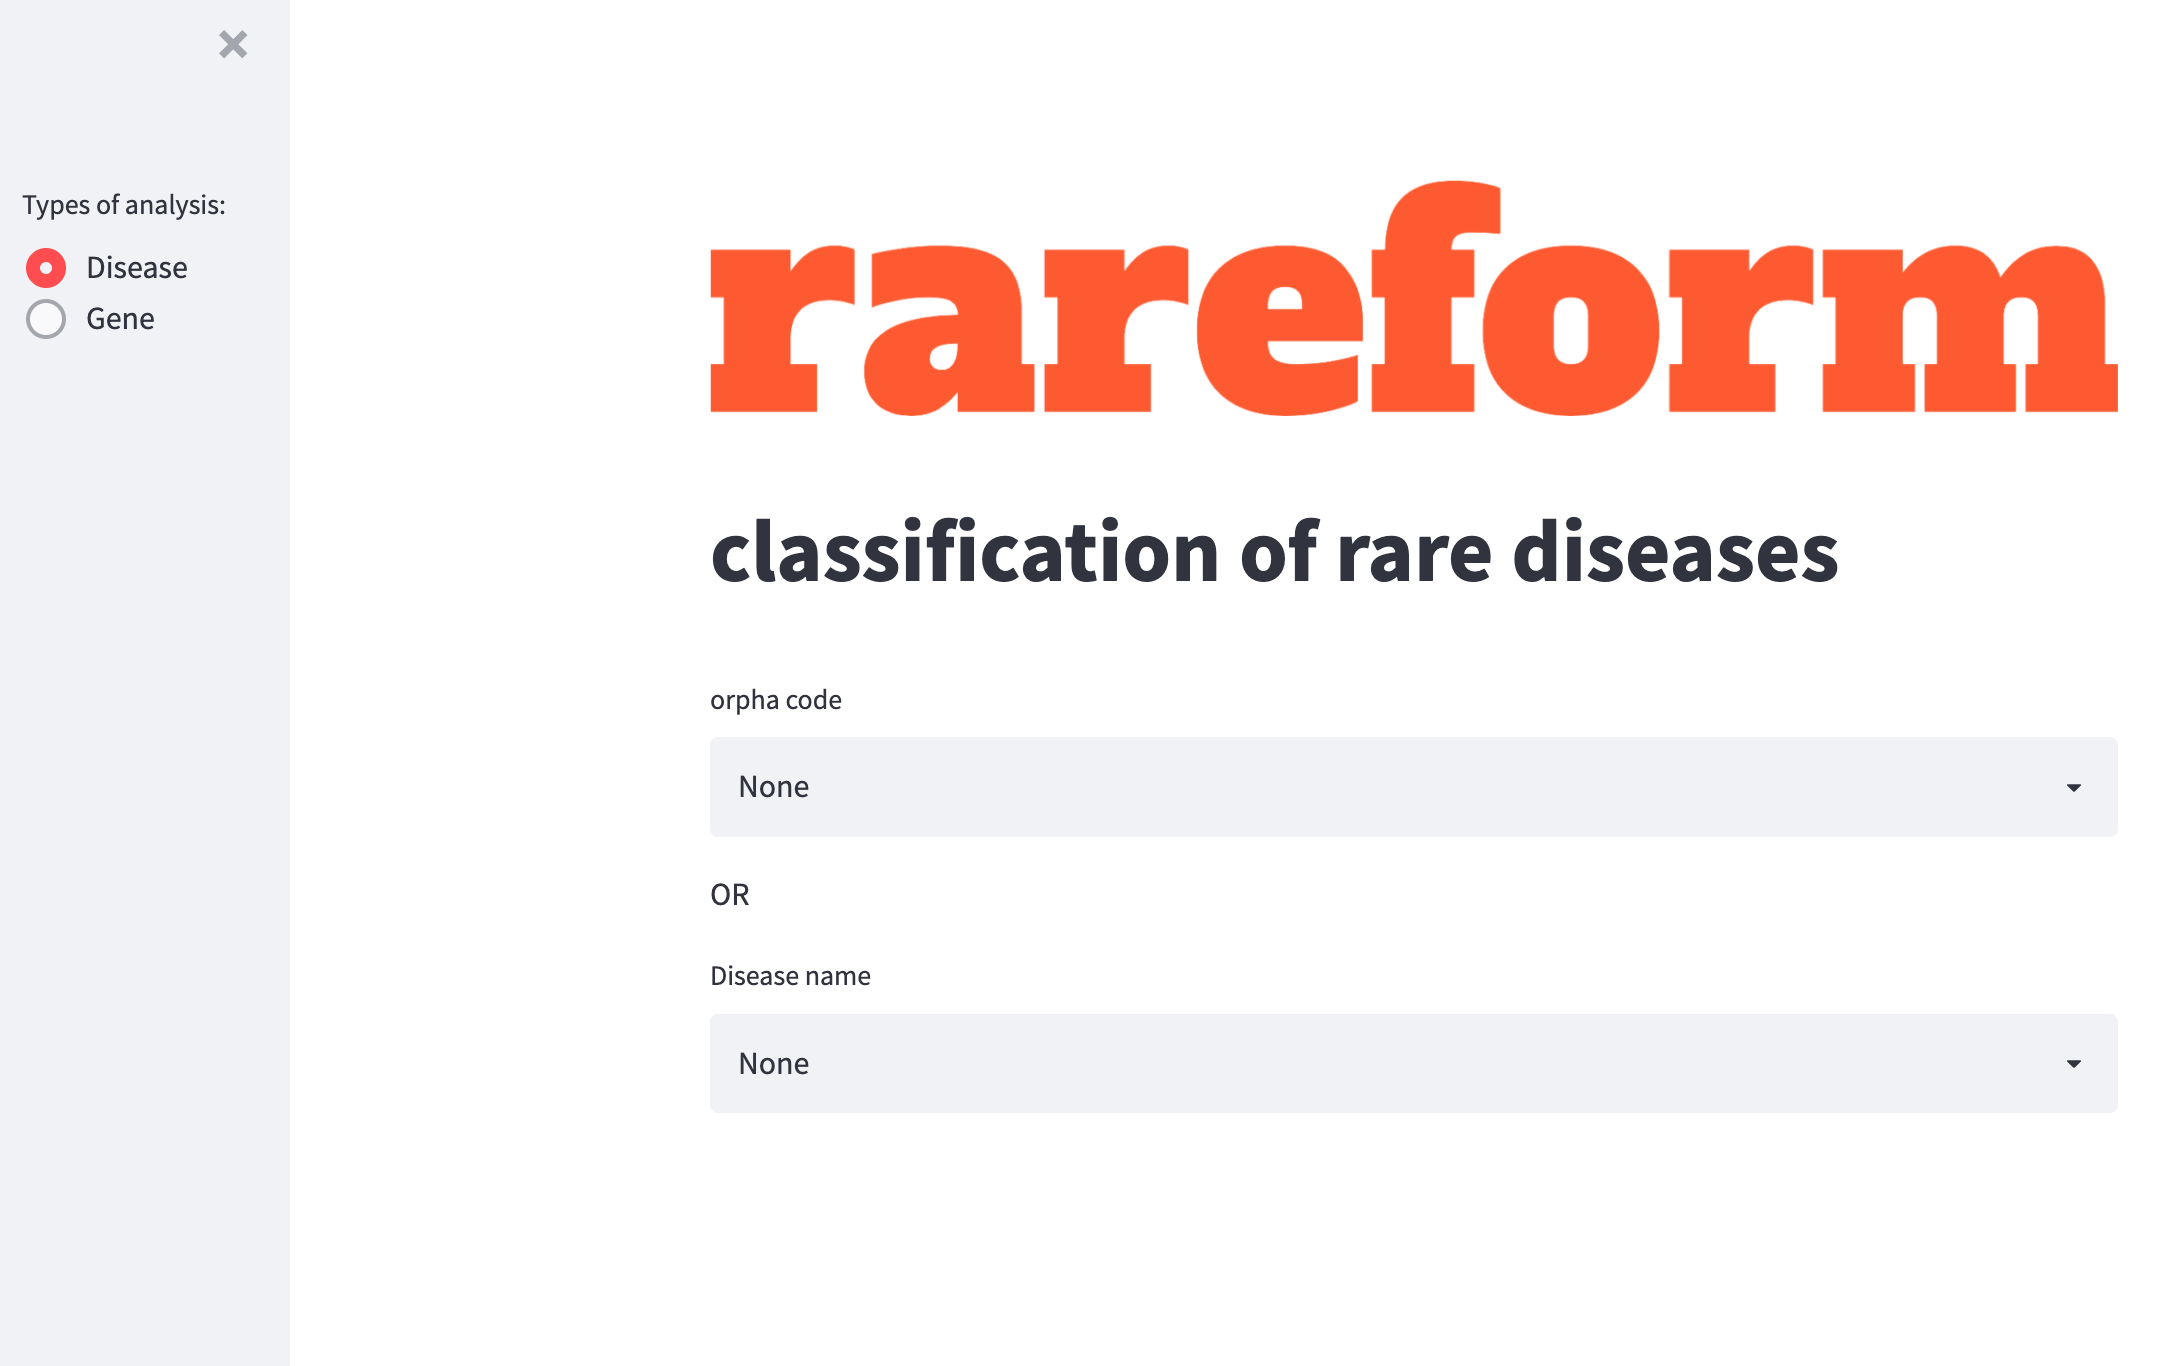 Types of analysis:
Disease
Gene
rareform
classification of rare diseases
orpha code
None
OR
Disease name
None